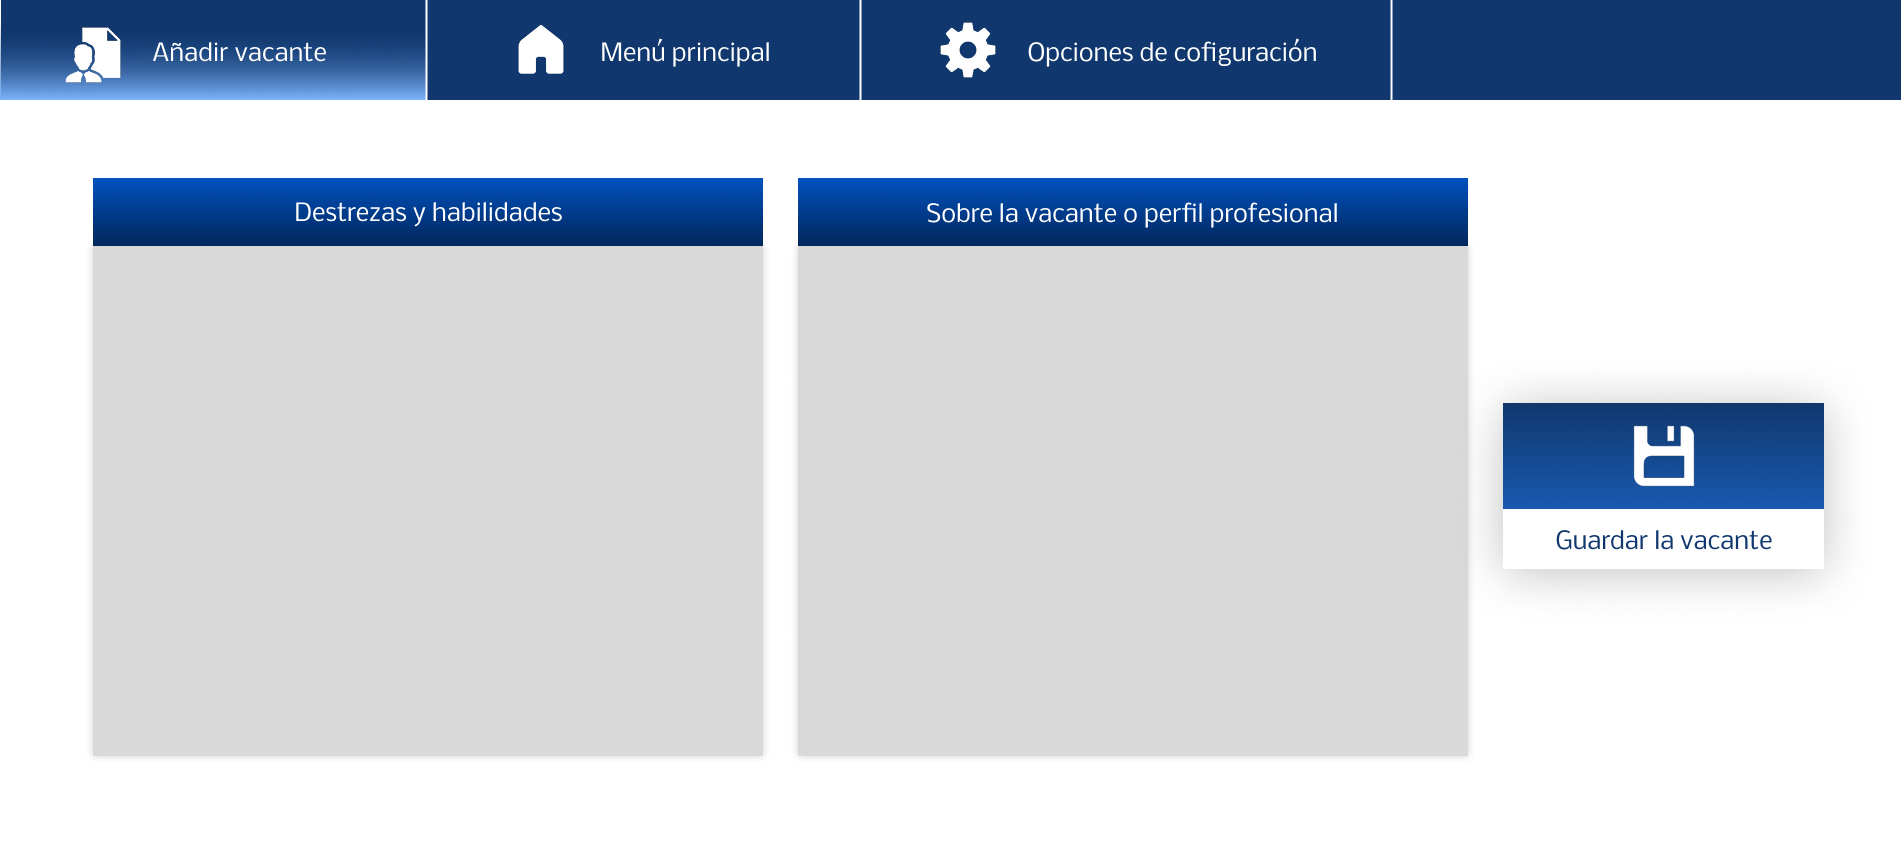 Añadir vacante
Menú principal
Opciones de cofiguración
Destrezas y habilidades
Sobre la vacante o perfil profesional
Guardar la vacante